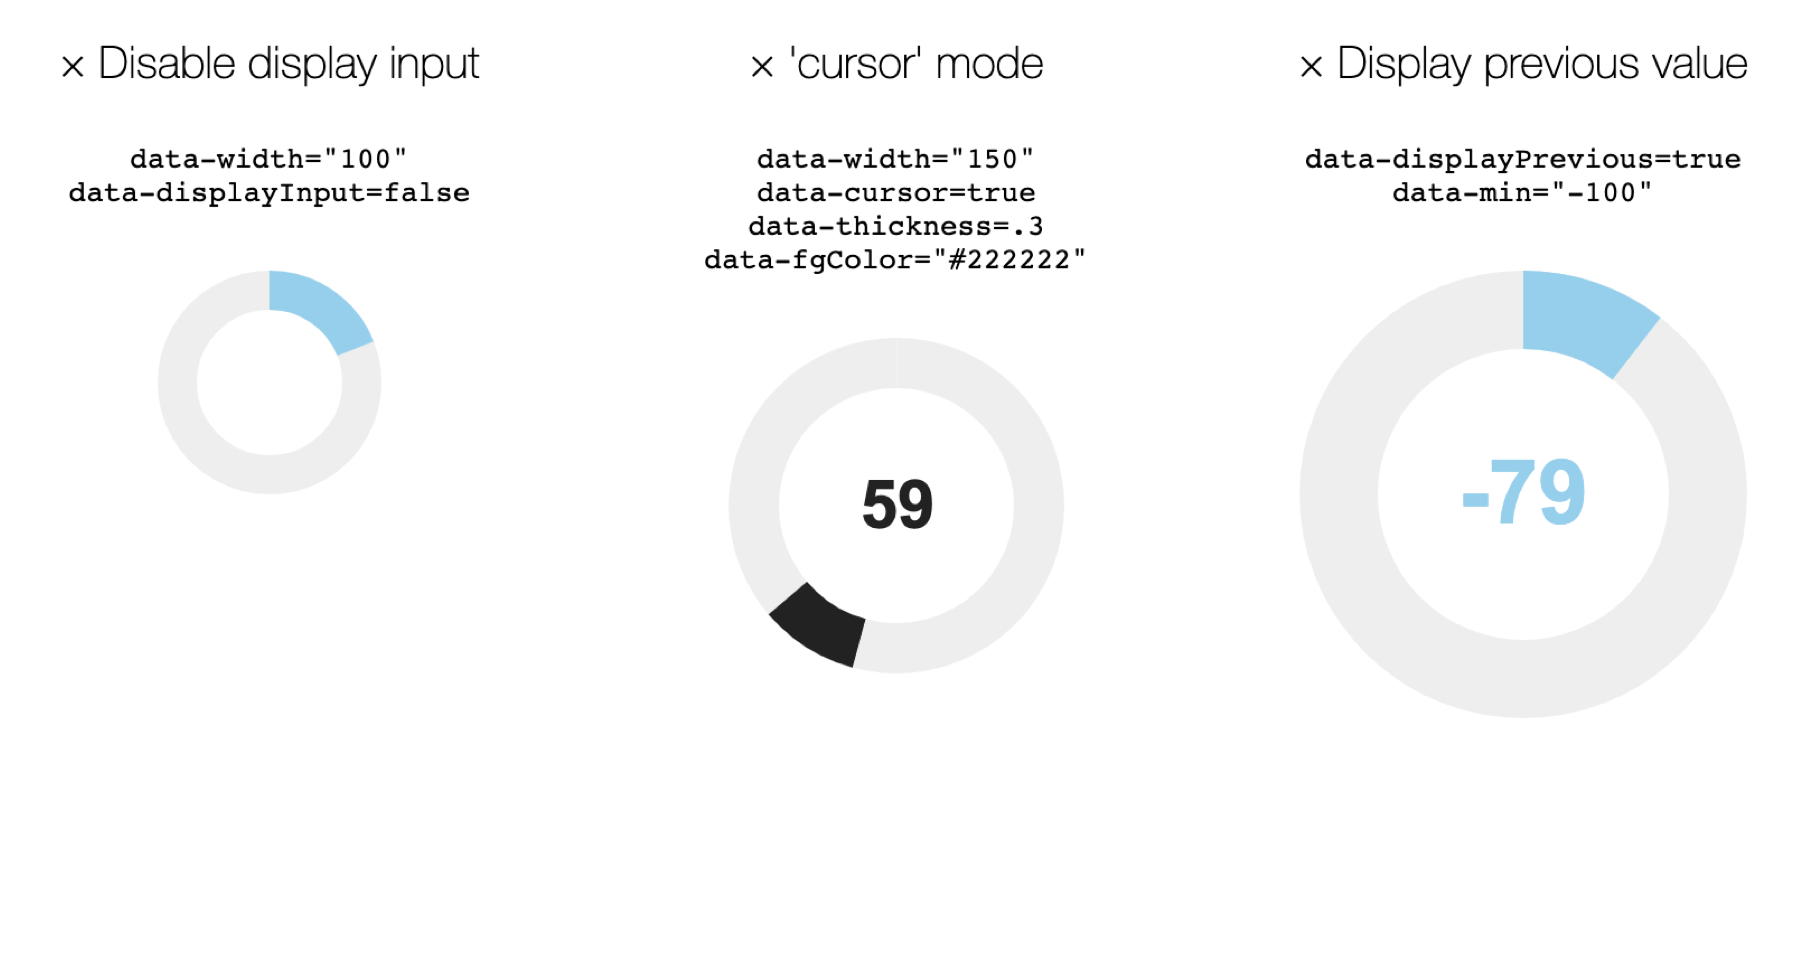 × Disable display input
data-width="100"
data-displayInput=false
× 'cursor' mode
data-width="150"
data-cursor=true
data-thickness=.3
data-fgColor="#222222"
59
× Display previous value
data-displayPrevious=true
data-min="-100"
-79